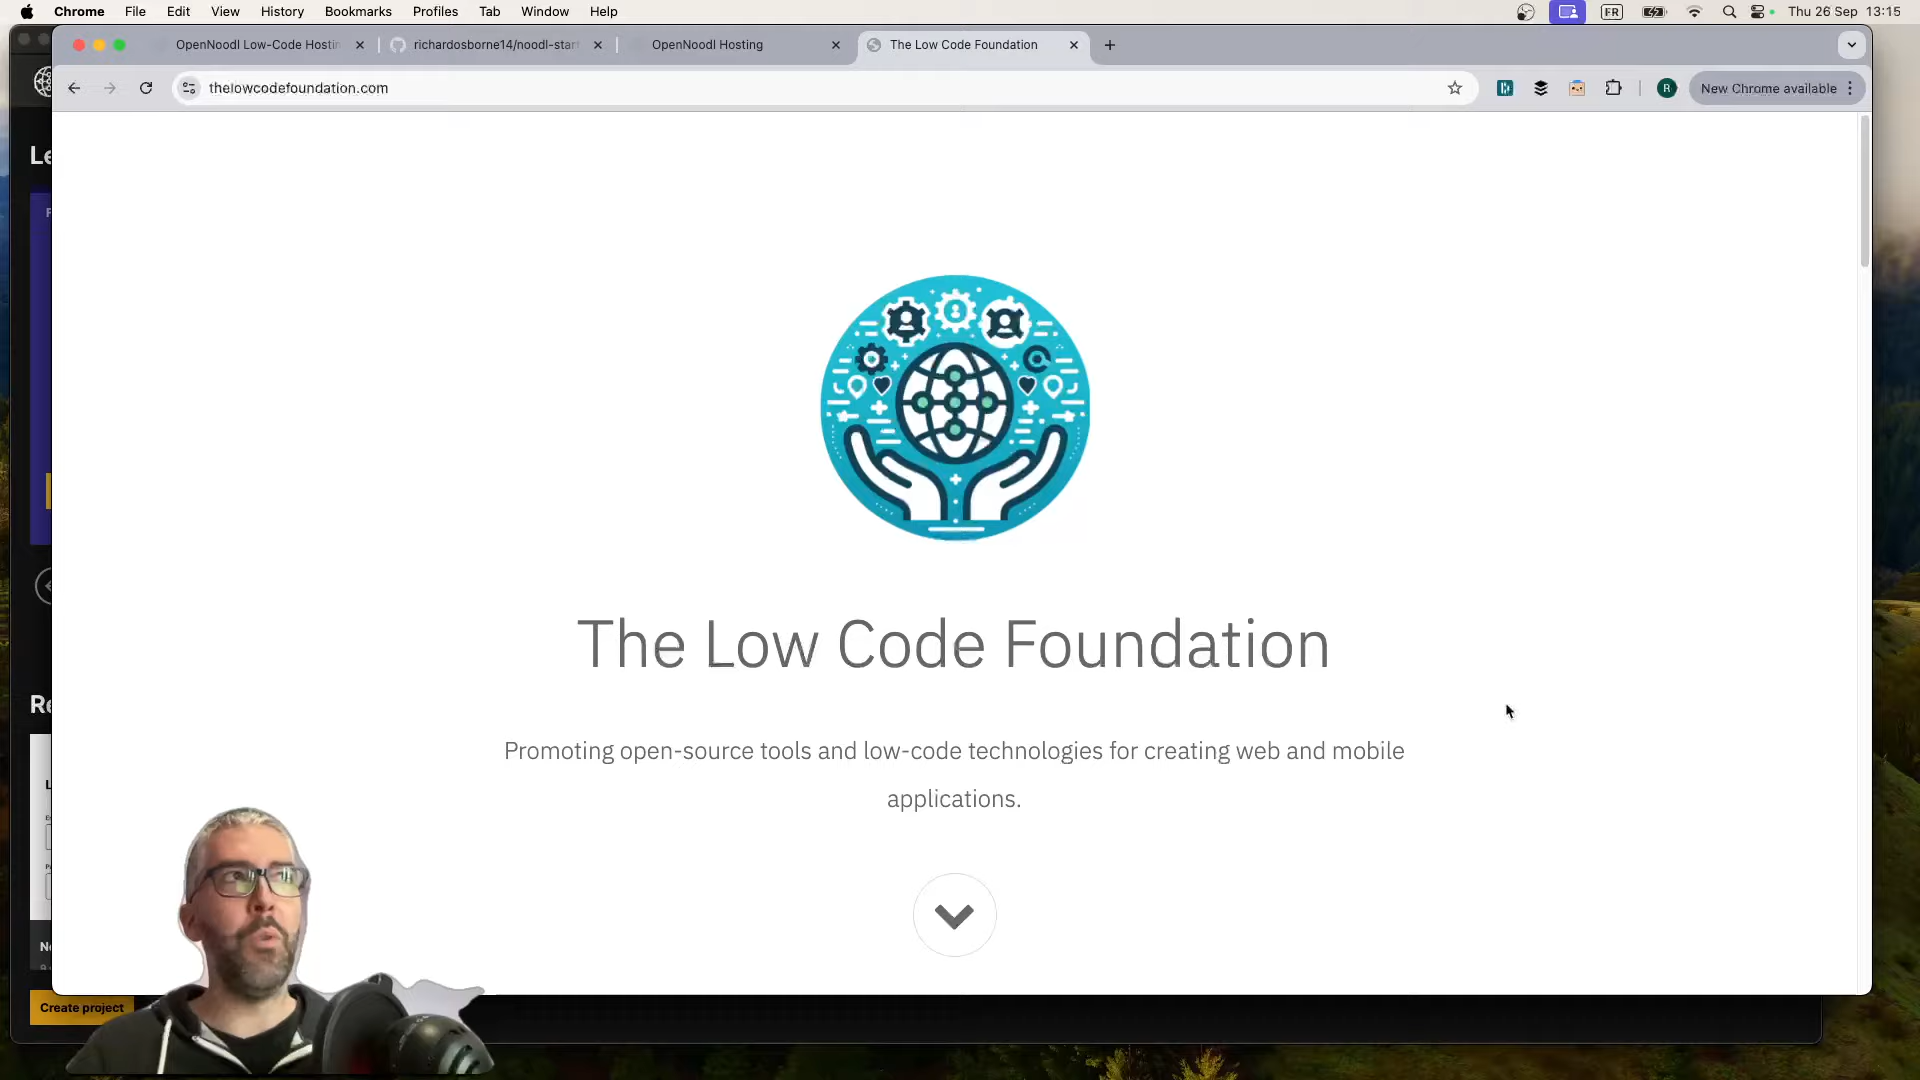 Chrome File Edit View History Bookmarks Profiles Tab Window Help FR Thu 26 Sep 13:15
OpenNoodl Low-Code Hostin richardosborne14/noodl-star OpenNoodl Hosting The Low Code Foundation
thelowcodefoundation.com R New Chrome available
Le
The Low Code Foundation
Re
Promoting open-source tools and low-code technologies for creating web and mobile
applications.
Create project